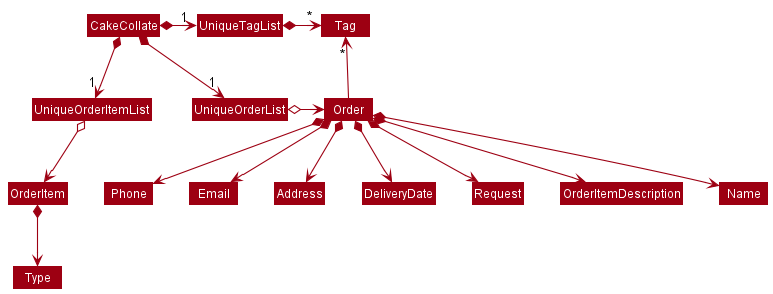 CakeCollate
1
UniqueTagList
*
Tag
*
1
1
UniqueOrderItemList
UniqueOrderList
Order
OrderItem
Phone
Email
Address
DeliveryDate
Request
OrderItemDescription
Name
Type